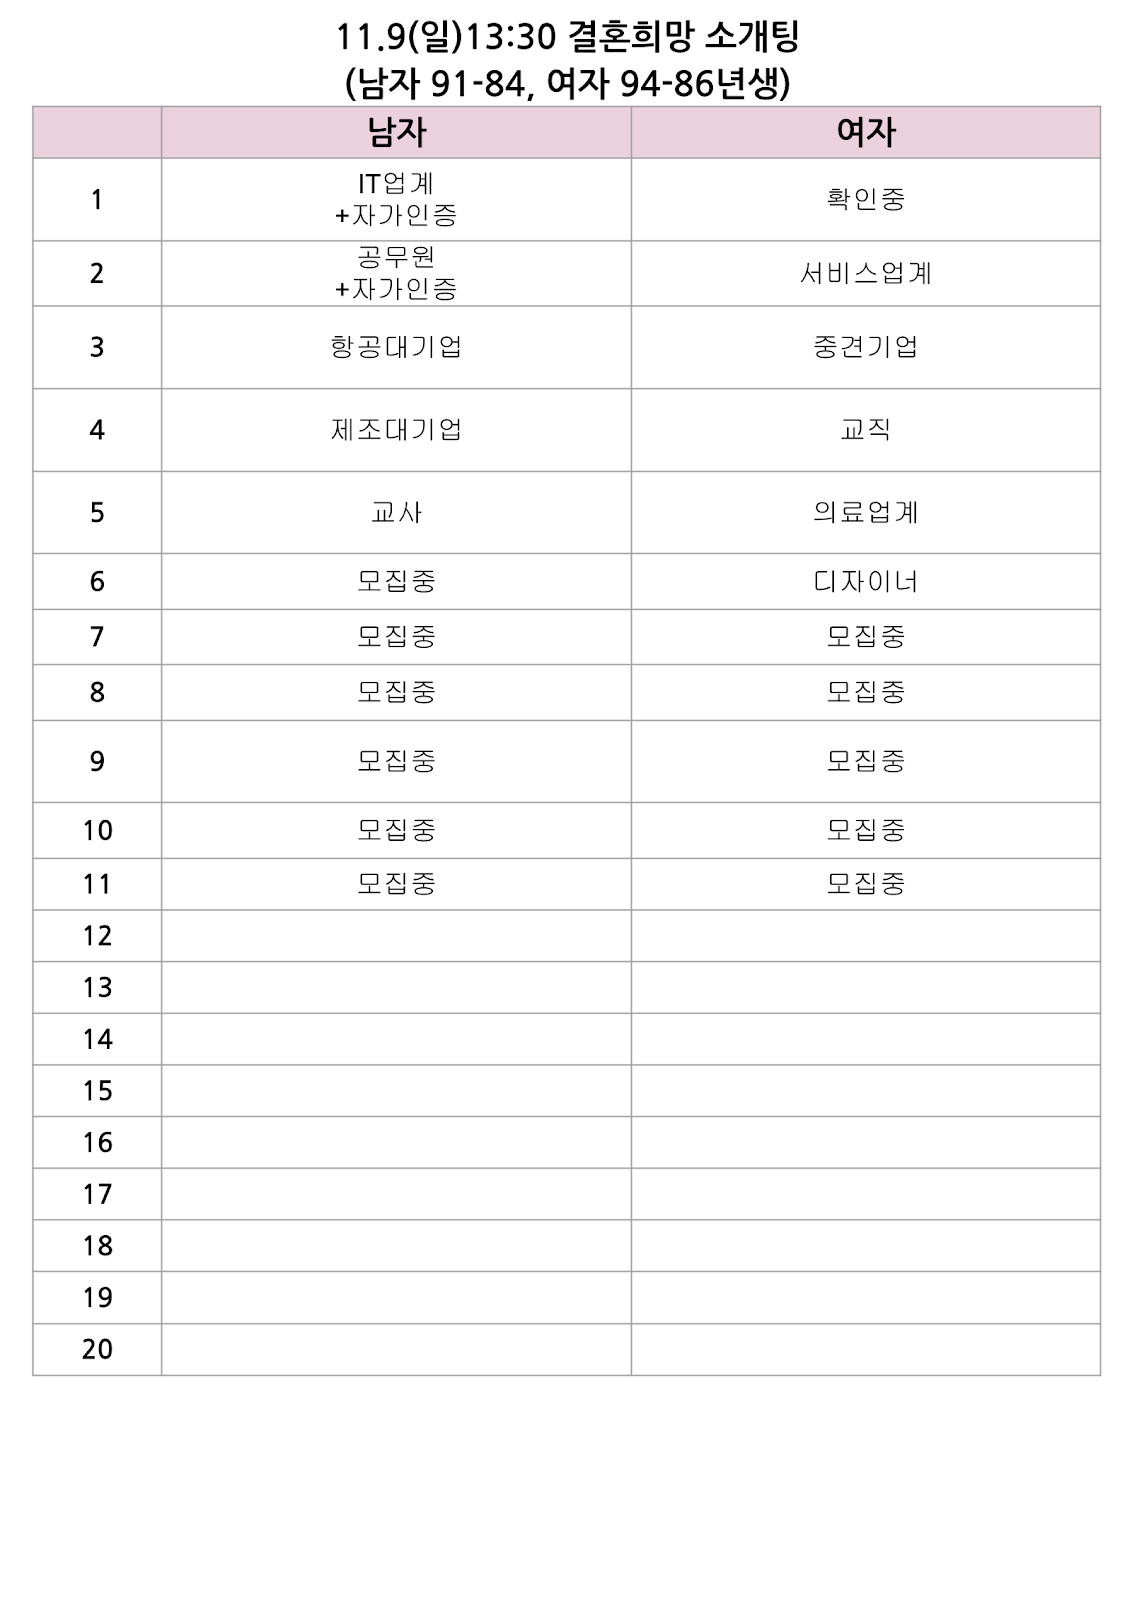 11.9(일)13:30 결혼희망 소개팅
(남자 91-84, 여자 94-86년생)
남자 여자
1 IT업계 확인중
+자가인증
2 공무원 서비스업계
+자가인증
3 항공대기업 중견기업
4 제조대기업 교직
5 교사 의료업계
6 모집중 디자이너
7 모집중 모집중
8 모집중 모집중
9 모집중 모집중
10 모집중 모집중
11 모집중 모집중
12
13
14
15
16
17
18
19
20